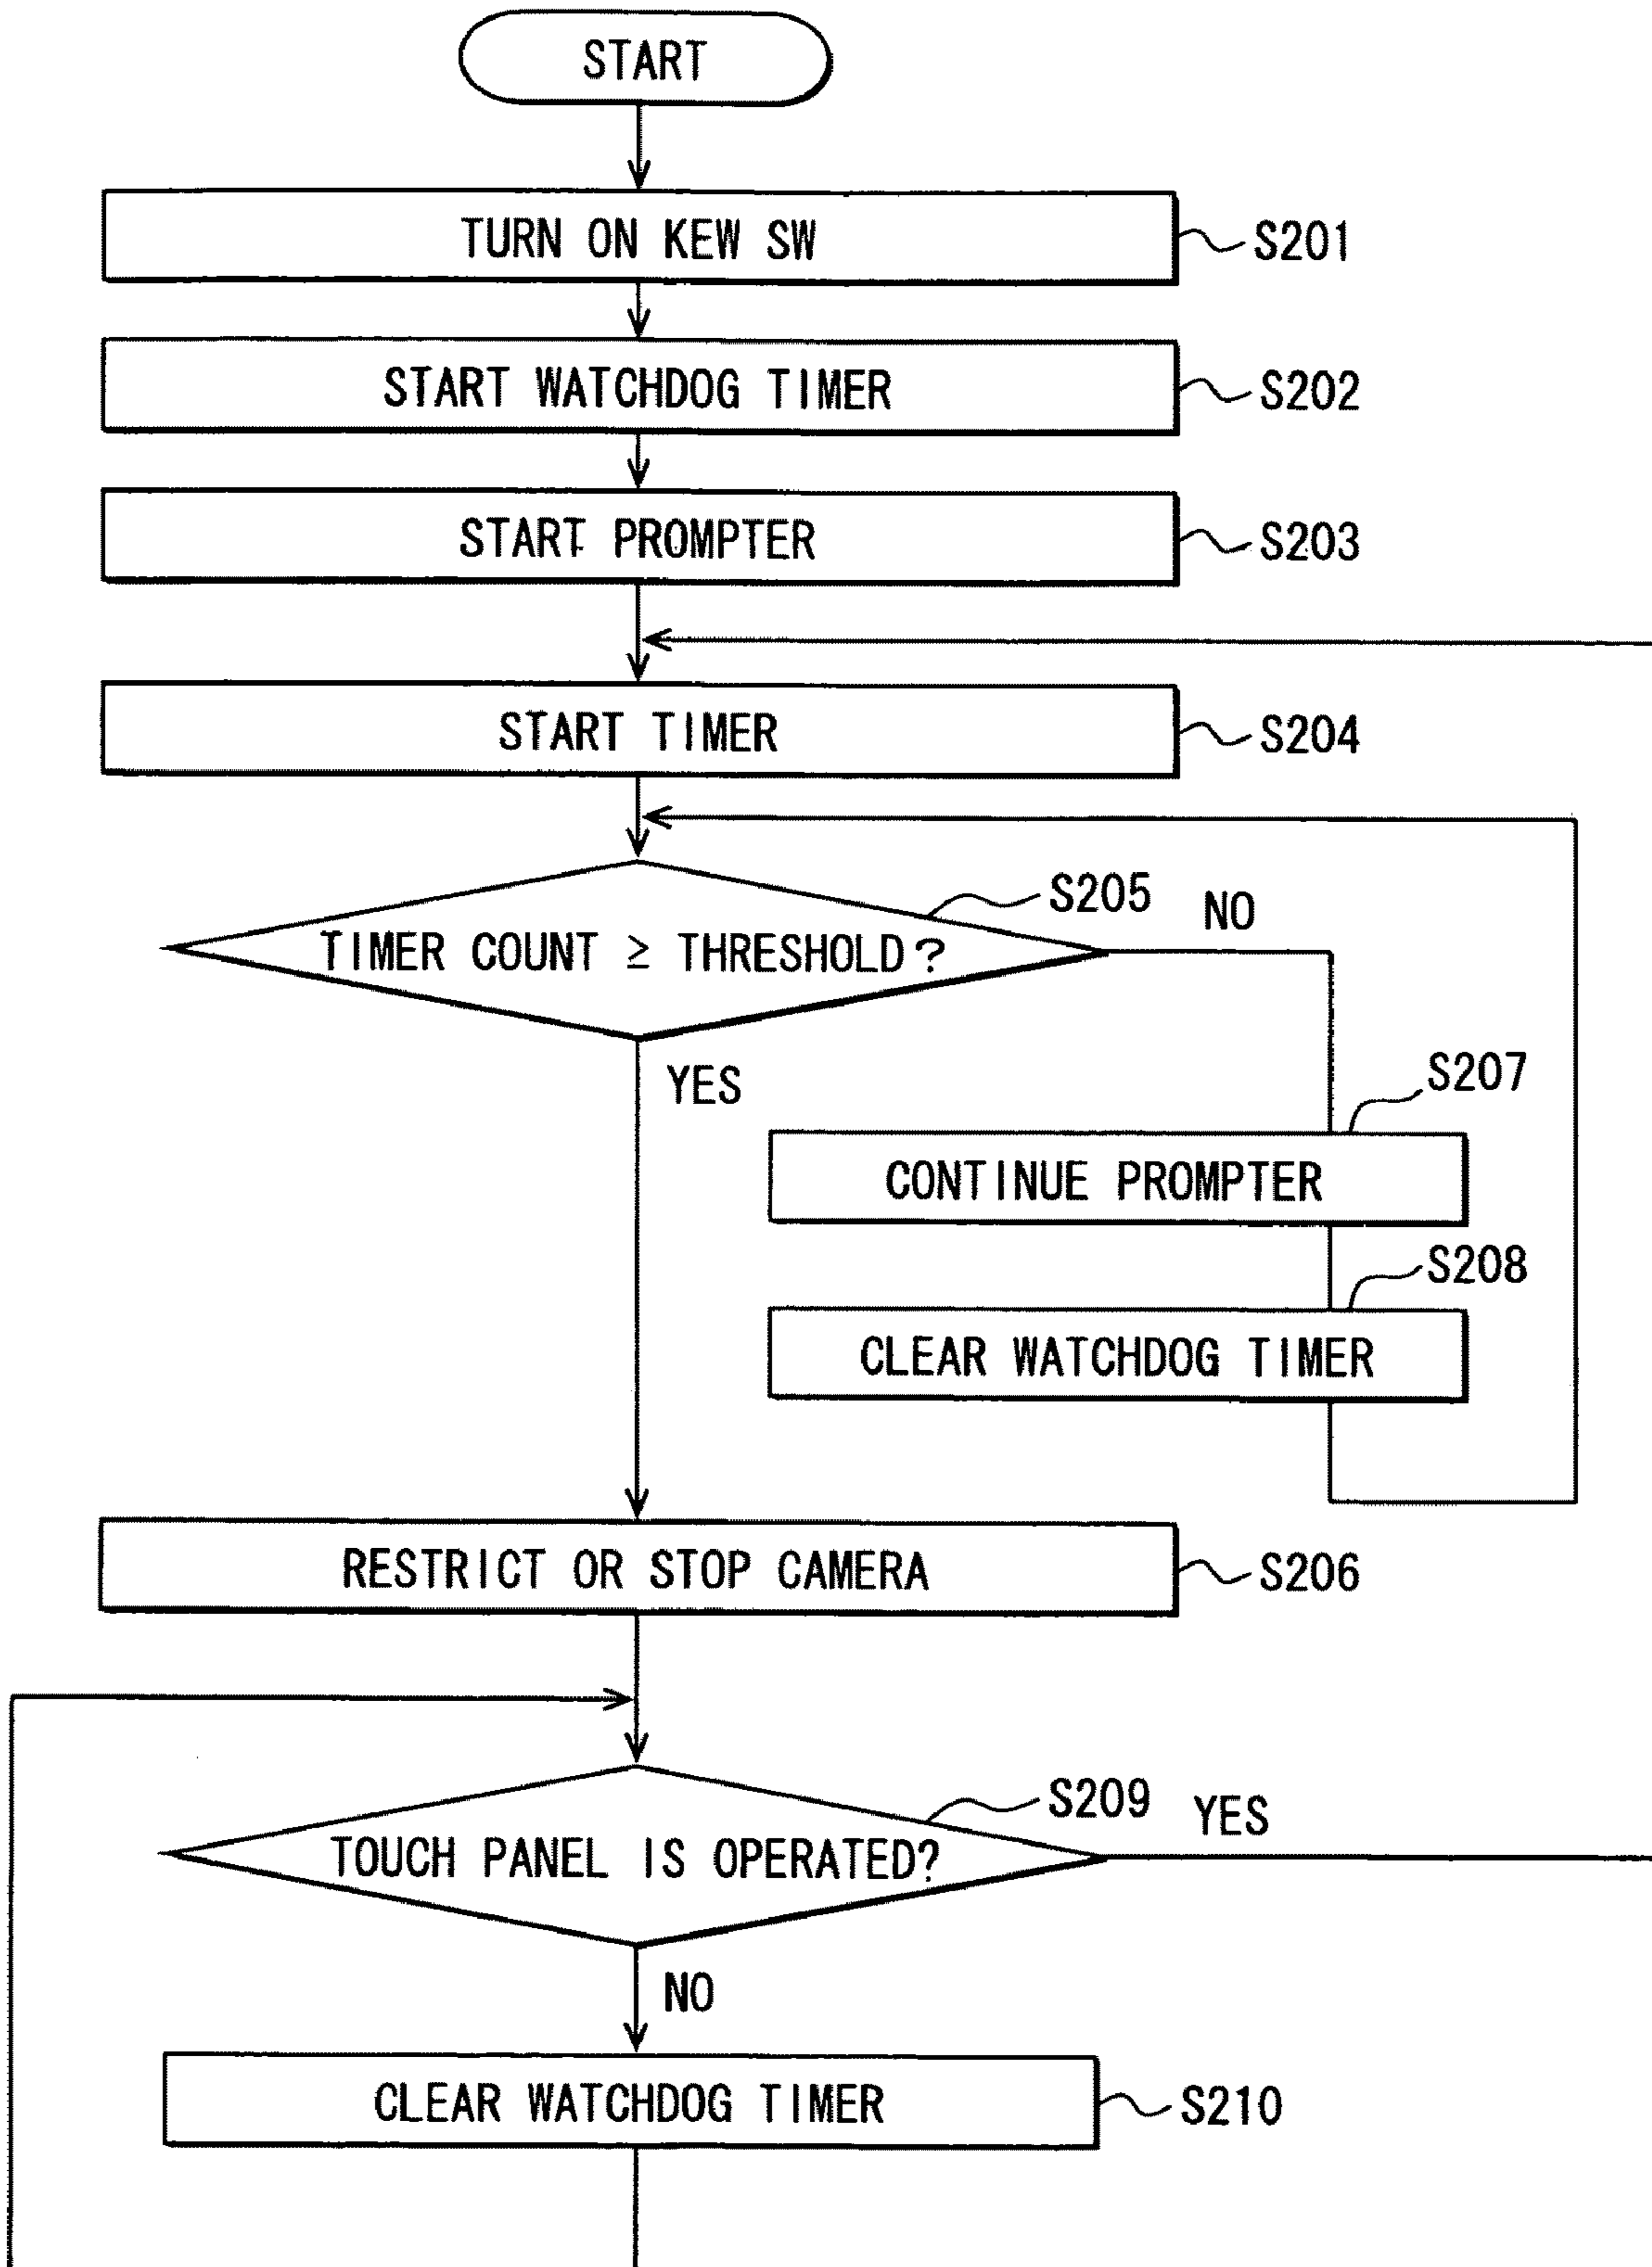 START
TURN ON KEW SW
S201
START WATCHDOG TIMER
S202
START PROMPTER
S203
START TIMER
S204
S205
NO
TIMER COUNT ≥ THRESHOLD?
YES
S207
CONTINUE PROMPTER
S208
CLEAR WATCHDOG TIMER
RESTRICT OR STOP CAMERA
S206
S209
YES
TOUCH PANEL IS OPERATED?
NO
CLEAR WATCHDOG TIMER
S210